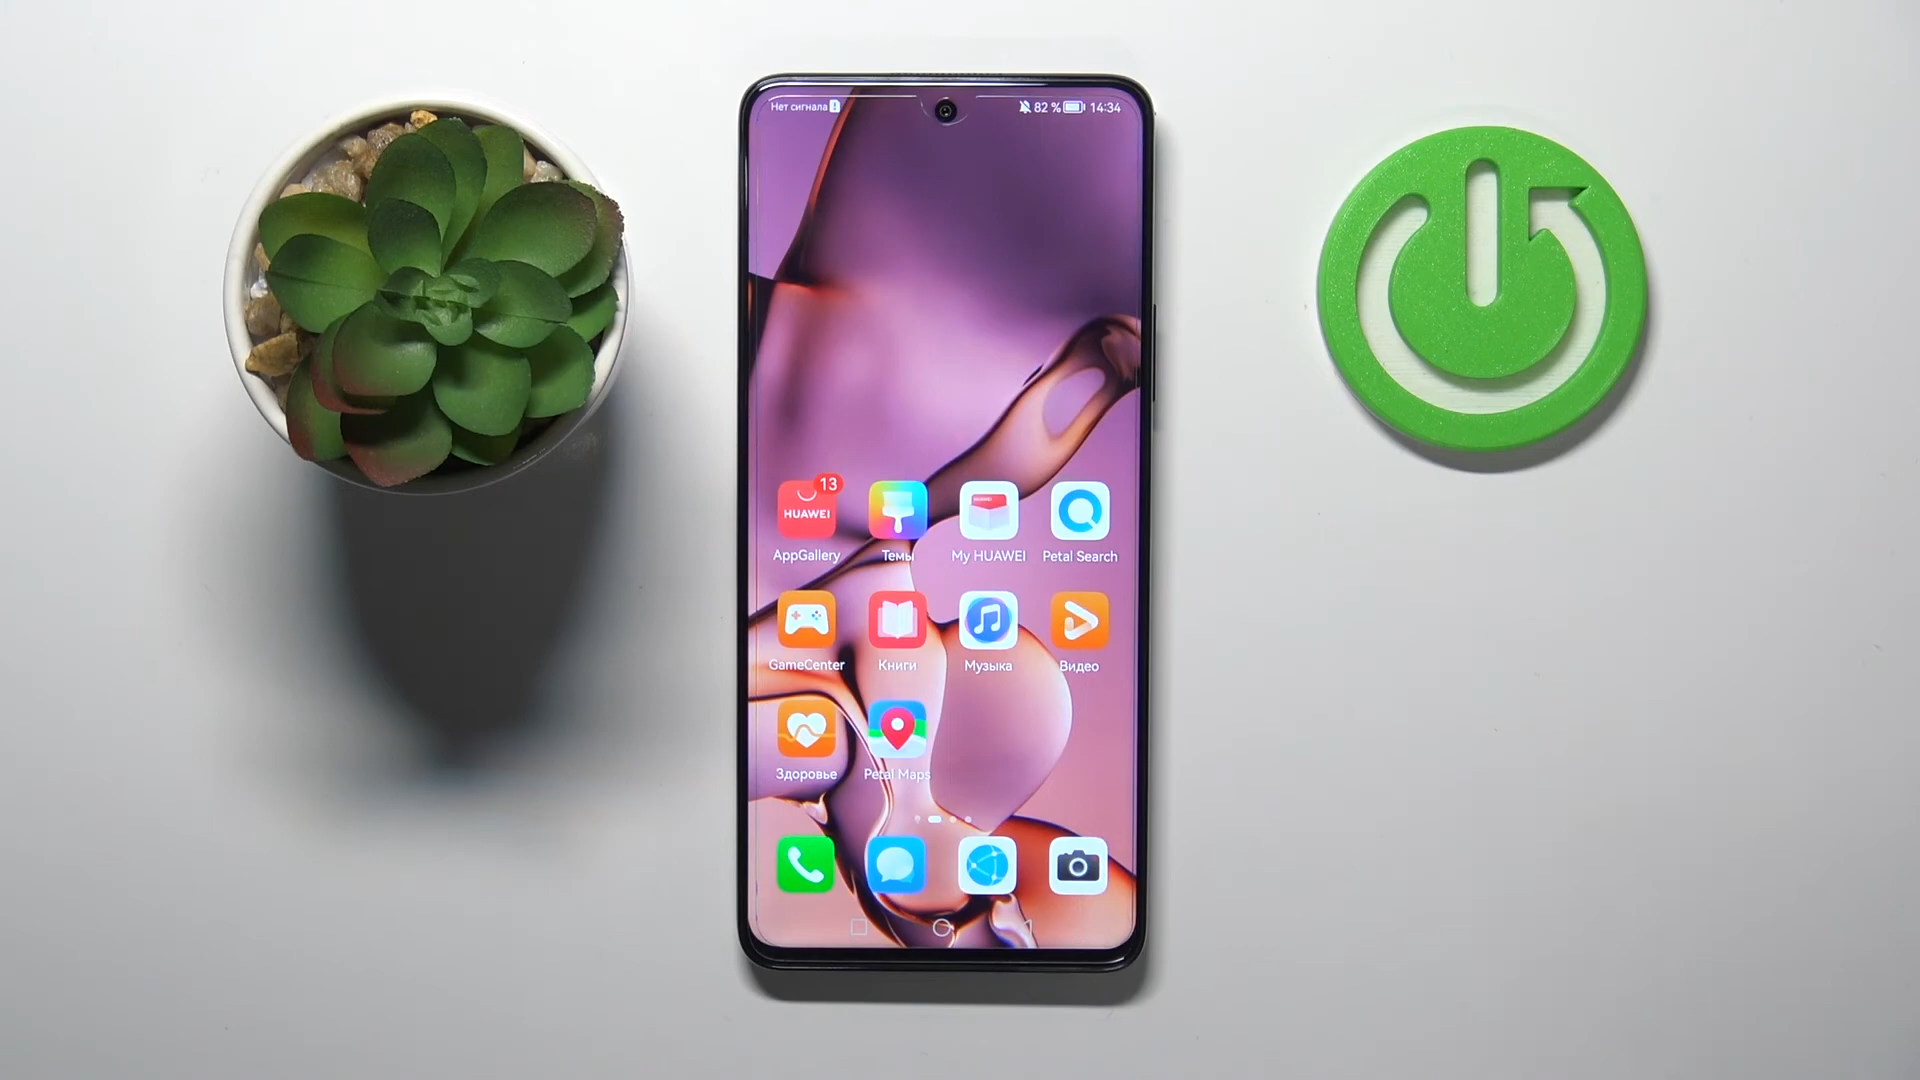 Нет сигнала
82 % 14:34
13
HUAWEI
AppGallery Темы My HUAWEI Petal Search
GameCenter Книги Музыка Видео
Здоровье Petal Maps